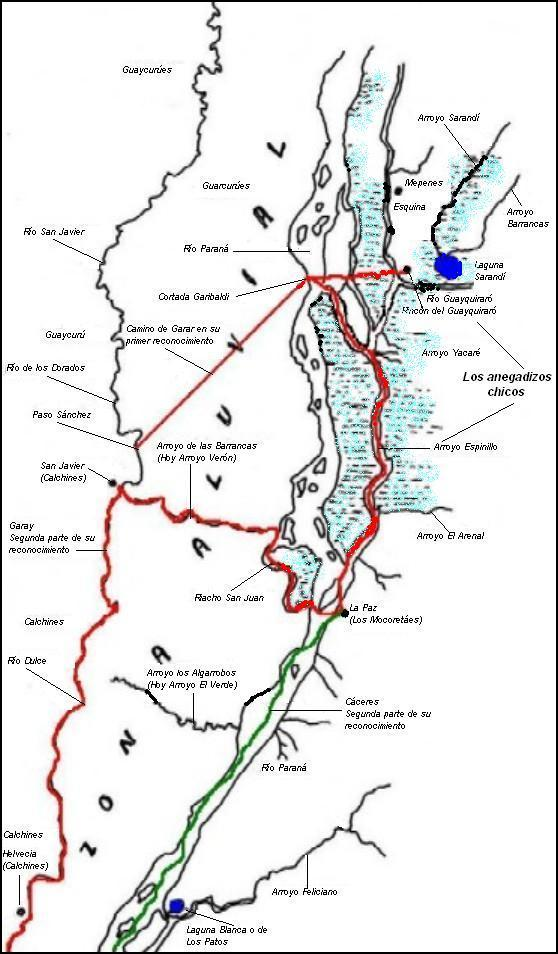 Guaycurúes
Arroyo Sarandí
Guarcurúes
Mepenes
Esquina
Arroyo
Barrancas
Río San Javier
Río Paraná
Laguna
Sarandí
Cortada Garibaldi
Río Guayquiraró
Rincón del Guayquiraró
Guaycurú
Camino de Garar en su
primer reconocimiento
Arroyo Yacaré
Río de los Dorados
Los anegadizos
chicos
Paso Sánchez
Arroyo de las Barrancas
(Hoy Arroyo Verón)
Arroyo Espinillo
San Javier
(Calchines)
Garay
Segunda parte de su
reconocimiento
Arroyo El Arenal
Riacho San Juan
La Paz
(Los Mocoretáes)
Calchines
Río Dulce
Arroyo los Algarrobos
(Hoy Arroyo El Verde)
Cáceres
Segunda parte de su
reconocimiento
Río Paraná
Calchines
Helvecia
(Calchines)
Arroyo Feliciano
Laguna Blanca o de
Los Patos
ZONA ALUVIAL